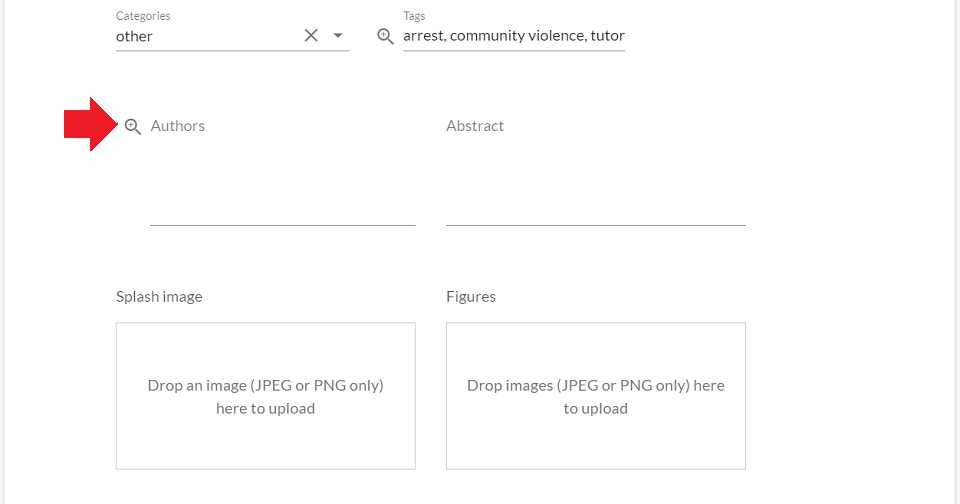 Categories
Tags
other
arrest, community violence, tutor
Authors
Abstract
Splash image
Figures
Drop an image (JPEG or PNG only)
here to upload
Drop images (JPEG or PNG only) here
to upload